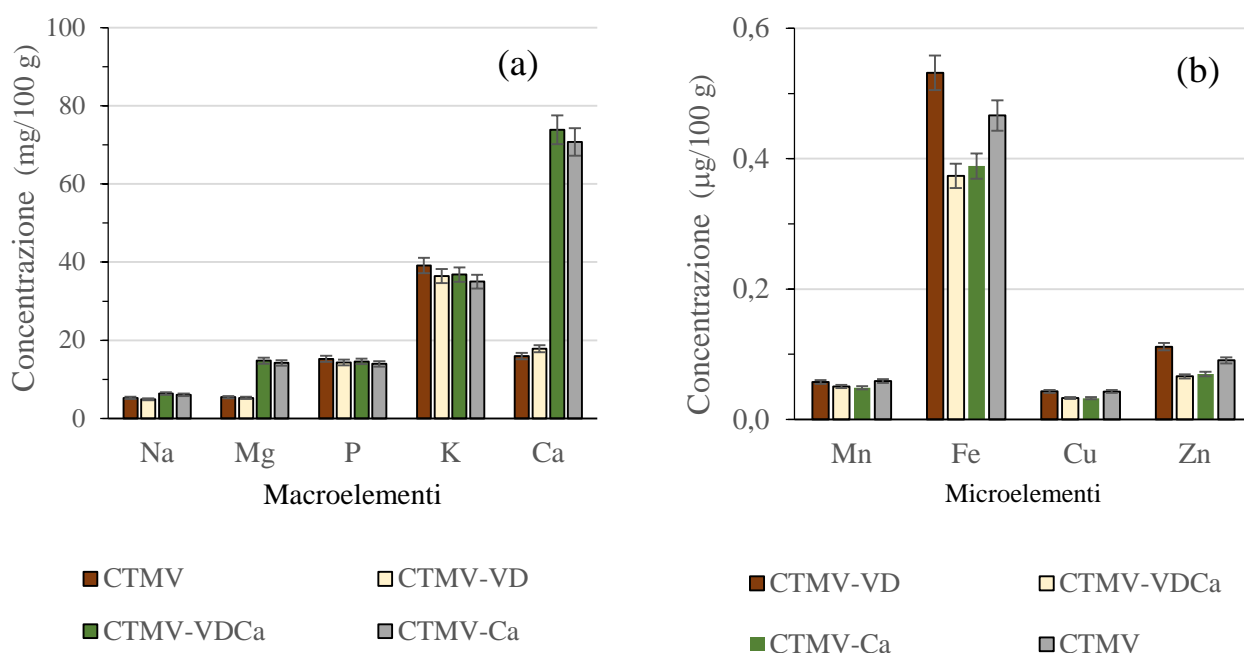 (a)
Concentrazione (mg/100 g)
100
80
60
40
20
0
Na Mg P K Ca
Macroelementi
CTMV CTMV-VD
CTMV-VDCa CTMV-Ca
(b)
Concentrazione (µg/100 g)
0,6
0,4
0,2
0,0
Mn Fe Cu Zn
Microelementi
CTMV-VD CTMV-VDCa
CTMV-Ca CTMV